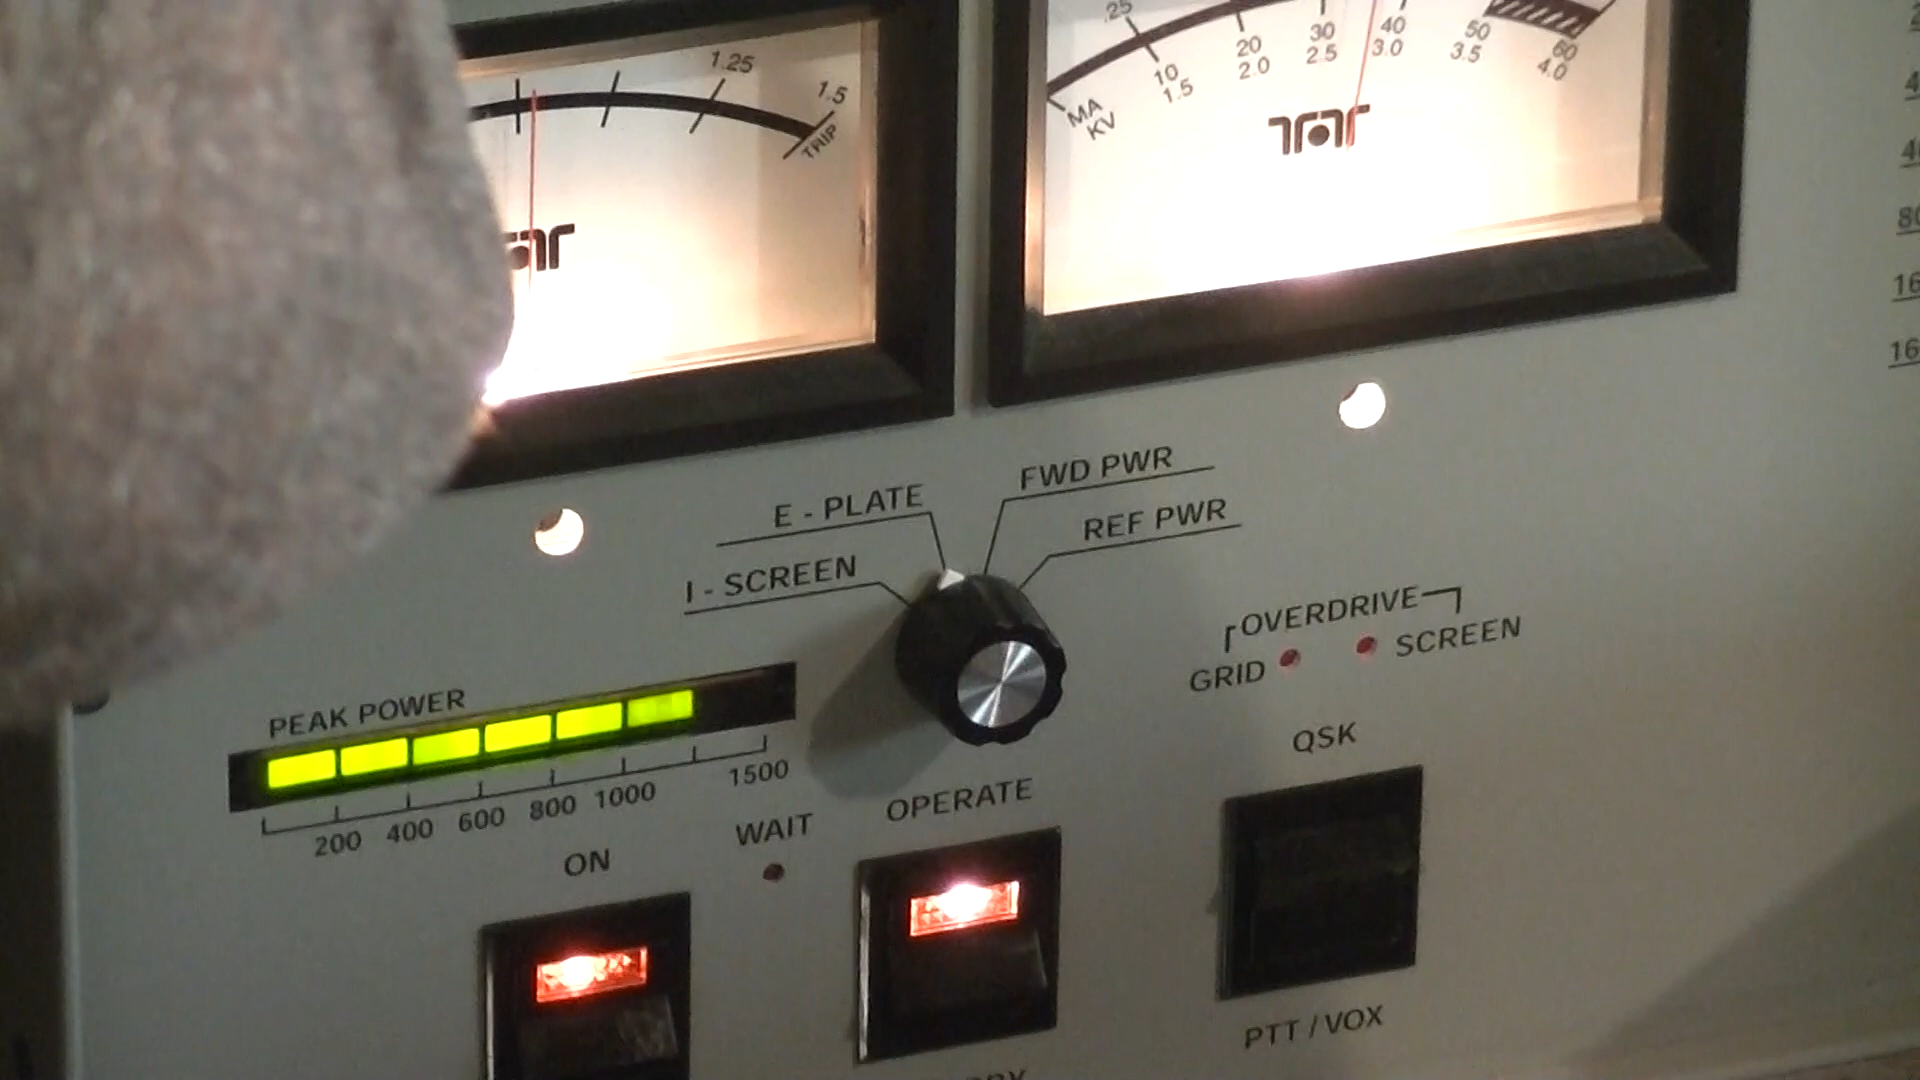 1.25
1.5
TRIP
.25
10
20
30
40
50
60
1.5
2.0
2.5
3.0
3.5
4.0
MA
KV
FWD PWR
E - PLATE
REF PWR
I - SCREEN
OVERDRIVE
GRID
SCREEN
PEAK POWER
200 400 600 800 1000 1500
QSK
WAIT
OPERATE
ON
PTT / VOX